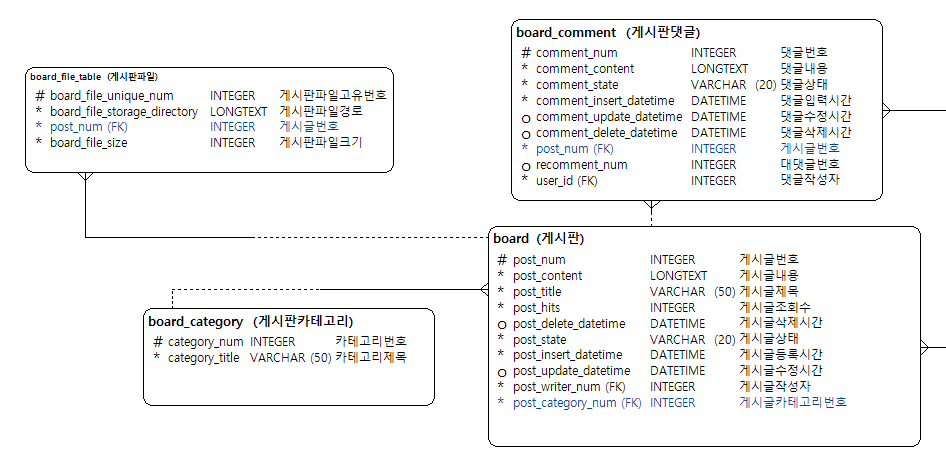 board_comment (게시판댓글)
# comment_num INTEGER 댓글번호
* comment_content LONGTEXT 댓글내용
* comment_state VARCHAR (20) 댓글상태
* comment_insert_datetime DATETIME 댓글입력시간
o comment_update_datetime DATETIME 댓글수정시간
o comment_delete_datetime DATETIME 댓글삭제시간
* post_num (FK) INTEGER 게시글번호
o recomment_num INTEGER 대댓글번호
* user_id (FK) INTEGER 댓글작성자
board_file_table (게시판파일)
# board_file_unique_num INTEGER 게시판파일고유번호
* board_file_storage_directory LONGTEXT 게시판파일경로
* post_num (FK) INTEGER 게시글번호
* board_file_size INTEGER 게시판파일크기
board (게시판)
# post_num INTEGER 게시글번호
* post_content LONGTEXT 게시글내용
* post_title VARCHAR (50) 게시글제목
* post_hits INTEGER 게시글조회수
o post_delete_datetime DATETIME 게시글삭제시간
* post_state VARCHAR (20) 게시글상태
* post_insert_datetime DATETIME 게시글등록시간
o post_update_datetime DATETIME 게시글수정시간
* post_writer_num (FK) INTEGER 게시글작성자
* post_category_num (FK) INTEGER 게시글카테고리번호
board_category (게시판카테고리)
# category_num INTEGER 카테고리번호
* category_title VARCHAR (50) 카테고리제목